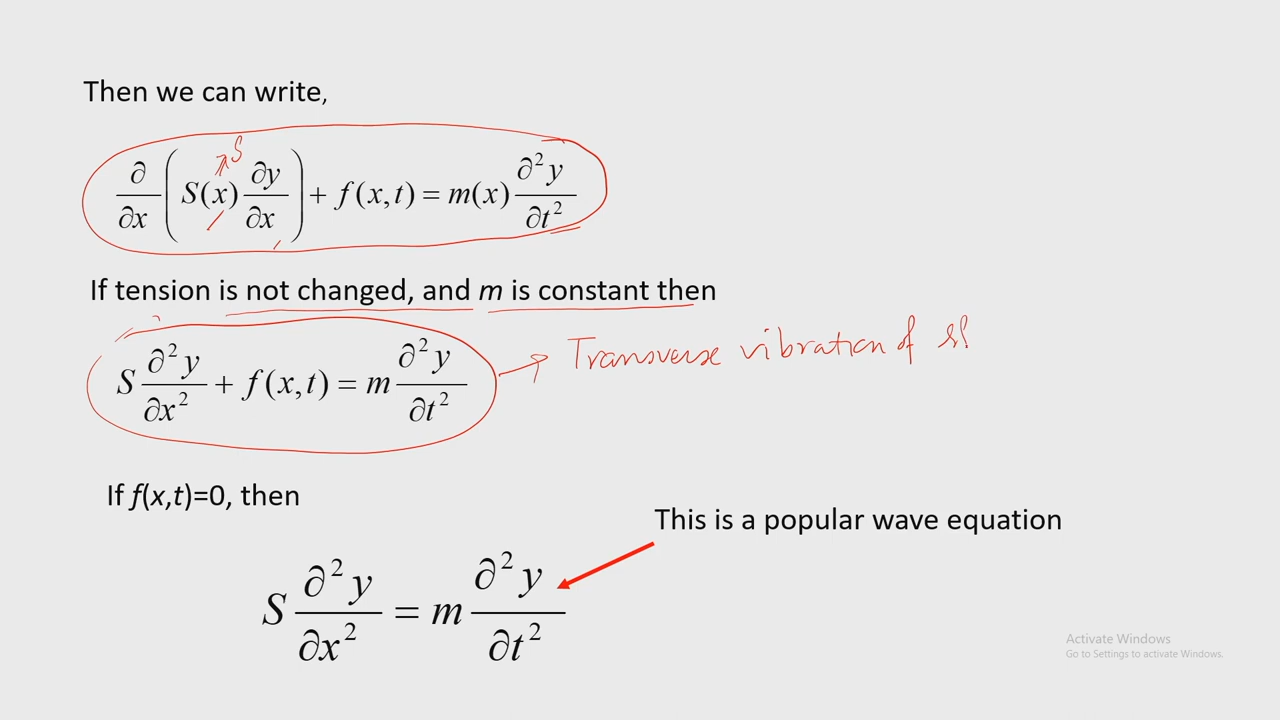 Then we can write,
S
∂/∂x (S(x) ∂y/∂x) + f(x,t) = m(x) ∂²y/∂t²
If tension is not changed, and m is constant then
S ∂²y/∂x² + f(x,t) = m ∂²y/∂t²
Transverse vibration of
If f(x,t)=0, then
This is a popular wave equation
S ∂²y/∂x² = m ∂²y/∂t²
Activate Windows
Go to Settings to activate Windows.